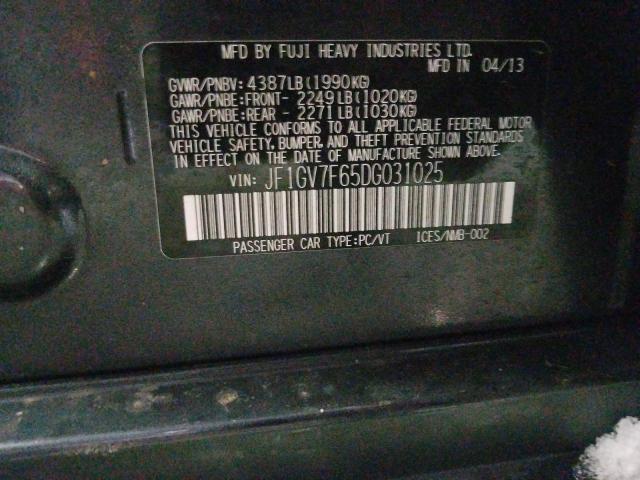 MFD BY FUJI HEAVY INDUSTRIES LTD.
MFD IN 04/13
GVWR/PNBV: 4387LB(1990KG)
GAWR/PNBE:FRONT- 2249LB(1020KG)
GAWR/PNBE:REAR - 2271LB(1030KG)
THIS VEHICLE CONFORMS TO ALL APPLICABLE FEDERAL MOTOR
VEHICLE SAFETY, BUMPER, AND THEFT PREVENTION STANDARDS
IN EFFECT ON THE DATE OF MANUFACTURE SHOWN ABOVE.
VIN: JF1GV7F65DG031025
PASSENGER CAR TYPE:PC/VT ICES/NMB-002